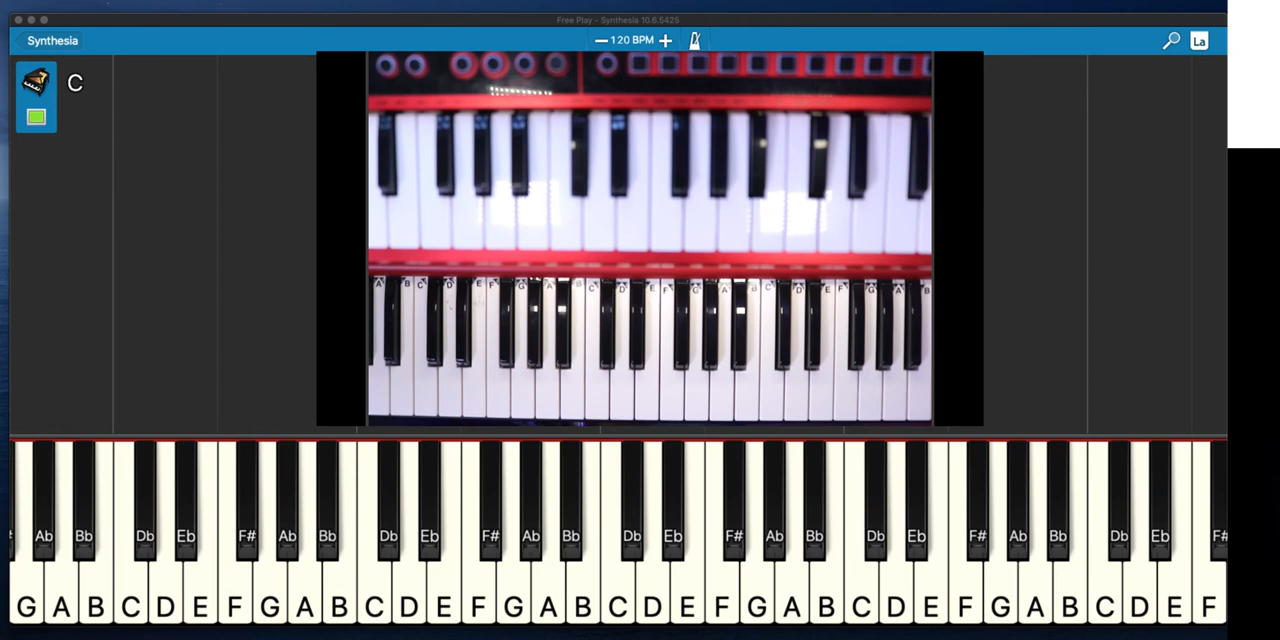 Free Play - Synthesia 10.6.5425
Synthesia
120 BPM
La
C
A B C D E F G A B C D E F G A B C D E F G A B
Ab Bb Db Eb F# Ab Bb Db Eb F# Ab Bb Db Eb F# Ab Bb Db Eb F# Ab Bb Db Eb F#
G A B C D E F G A B C D E F G A B C D E F G A B C D E F G A B C D E F